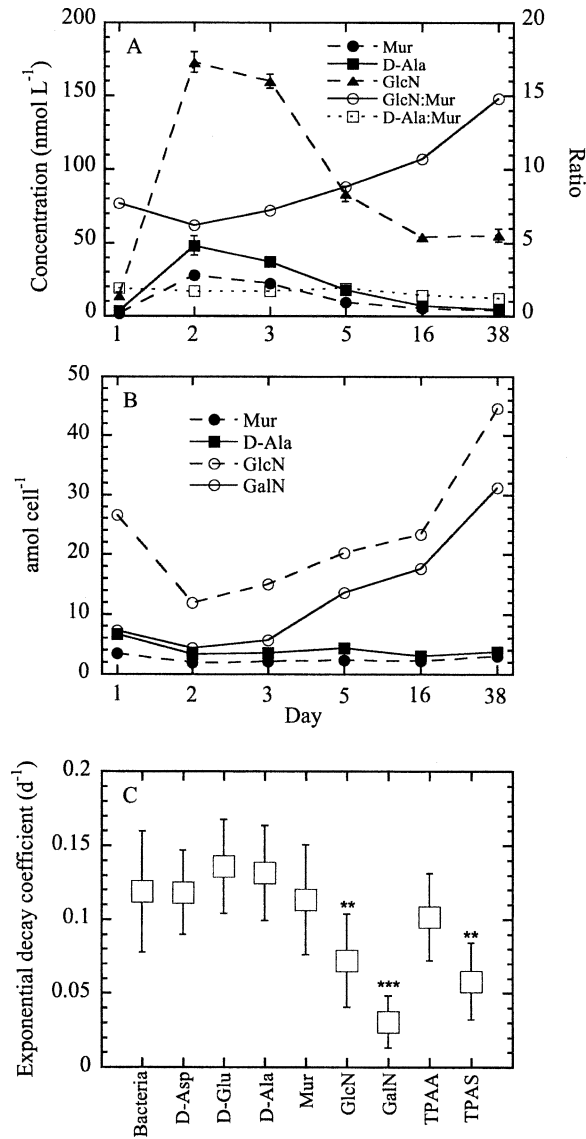 A
Mur
D-Ala
GlcN
GlcN:Mur
D-Ala:Mur
Concentration (nmol L⁻¹)
200
150
100
50
0
Ratio
20
15
10
5
0
1 2 3 5 16 38
B
Mur
D-Ala
GlcN
GalN
amol cell⁻¹
50
40
30
20
10
0
1 2 3 5 16 38
Day
C
Exponential decay coefficient (d⁻¹)
0.2
0.15
0.1
0.05
0
**
***
**
Bacteria
D-Asp
D-Glu
D-Ala
Mur
GlcN
GalN
TPAA
TPAS